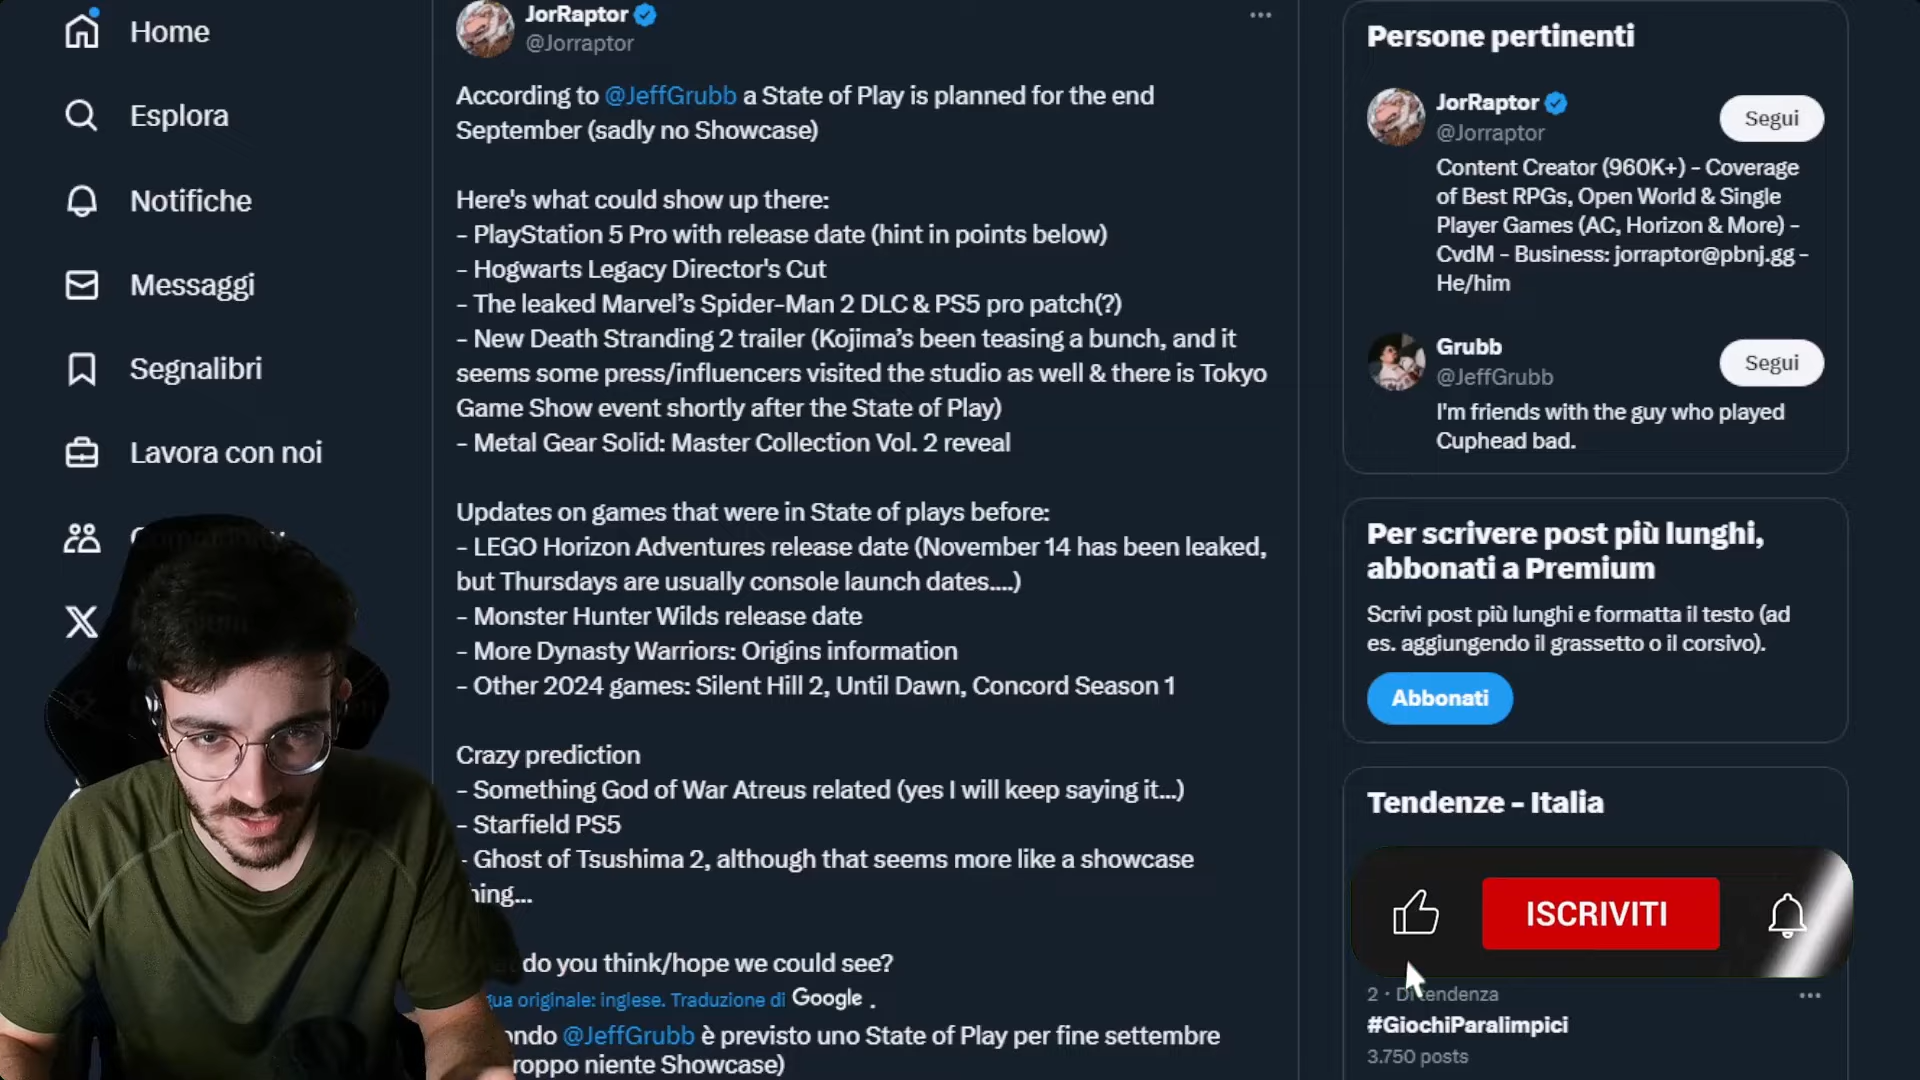 Home
Esplora
Notifiche
Messaggi
Segnalibri
Lavora con noi
JorRaptor
@Jorraptor
According to @JeffGrubb a State of Play is planned for the end
September (sadly no Showcase)
Here's what could show up there:
- PlayStation 5 Pro with release date (hint in points below)
- Hogwarts Legacy Director's Cut
- The leaked Marvel’s Spider-Man 2 DLC & PS5 pro patch(?)
- New Death Stranding 2 trailer (Kojima’s been teasing a bunch, and it
seems some press/influencers visited the studio as well & there is Tokyo
Game Show event shortly after the State of Play)
- Metal Gear Solid: Master Collection Vol. 2 reveal
Updates on games that were in State of plays before:
- LEGO Horizon Adventures release date (November 14 has been leaked,
but Thursdays are usually console launch dates....)
- Monster Hunter Wilds release date
- More Dynasty Warriors: Origins information
- Other 2024 games: Silent Hill 2, Until Dawn, Concord Season 1
Crazy prediction
- Something God of War Atreus related (yes I will keep saying it...)
- Starfield PS5
- Ghost of Tsushima 2, although that seems more like a showcase
hing...
do you think/hope we could see?
gua originale: inglese. Traduzione di Google .
ondo @JeffGrubb è previsto uno State of Play per fine settembre
roppo niente Showcase)
Persone pertinenti
JorRaptor
@Jorraptor
Segui
Content Creator (960K+) - Coverage
of Best RPGs, Open World & Single
Player Games (AC, Horizon & More) -
CvdM - Business: jorraptor@pbnj.gg -
He/him
Grubb
@JeffGrubb
Segui
I'm friends with the guy who played
Cuphead bad.
Per scrivere post più lunghi,
abbonati a Premium
Scrivi post più lunghi e formatta il testo (ad
es. aggiungendo il grassetto o il corsivo).
Abbonati
Tendenze - Italia
ISCRIVITI
2 · Di tendenza
#GiochiParalimpici
3.750 posts